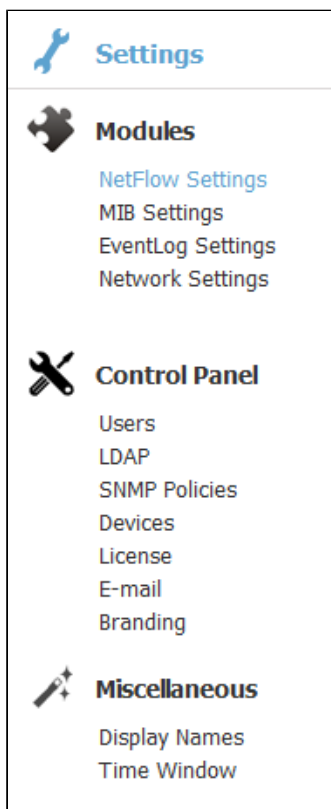 Settings
Modules
NetFlow Settings
MIB Settings
EventLog Settings
Network Settings
Control Panel
Users
LDAP
SNMP Policies
Devices
License
E-mail
Branding
Miscellaneous
Display Names
Time Window